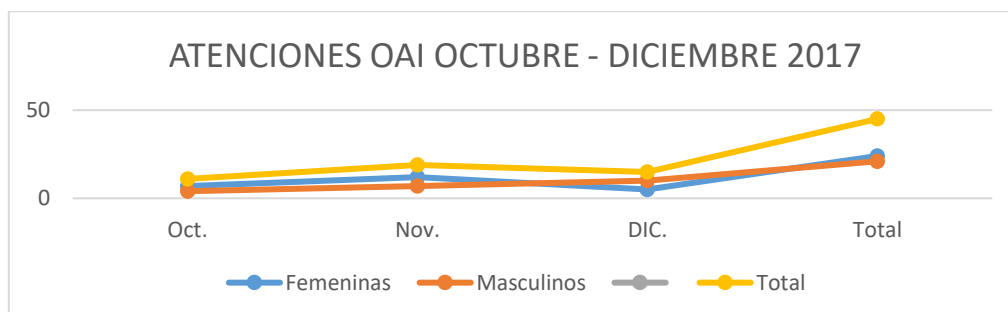 ATENCIONES OAI OCTUBRE - DICIEMBRE 2017
50
0
Oct. Nov. DIC. Total
Femeninas Masculinos Total